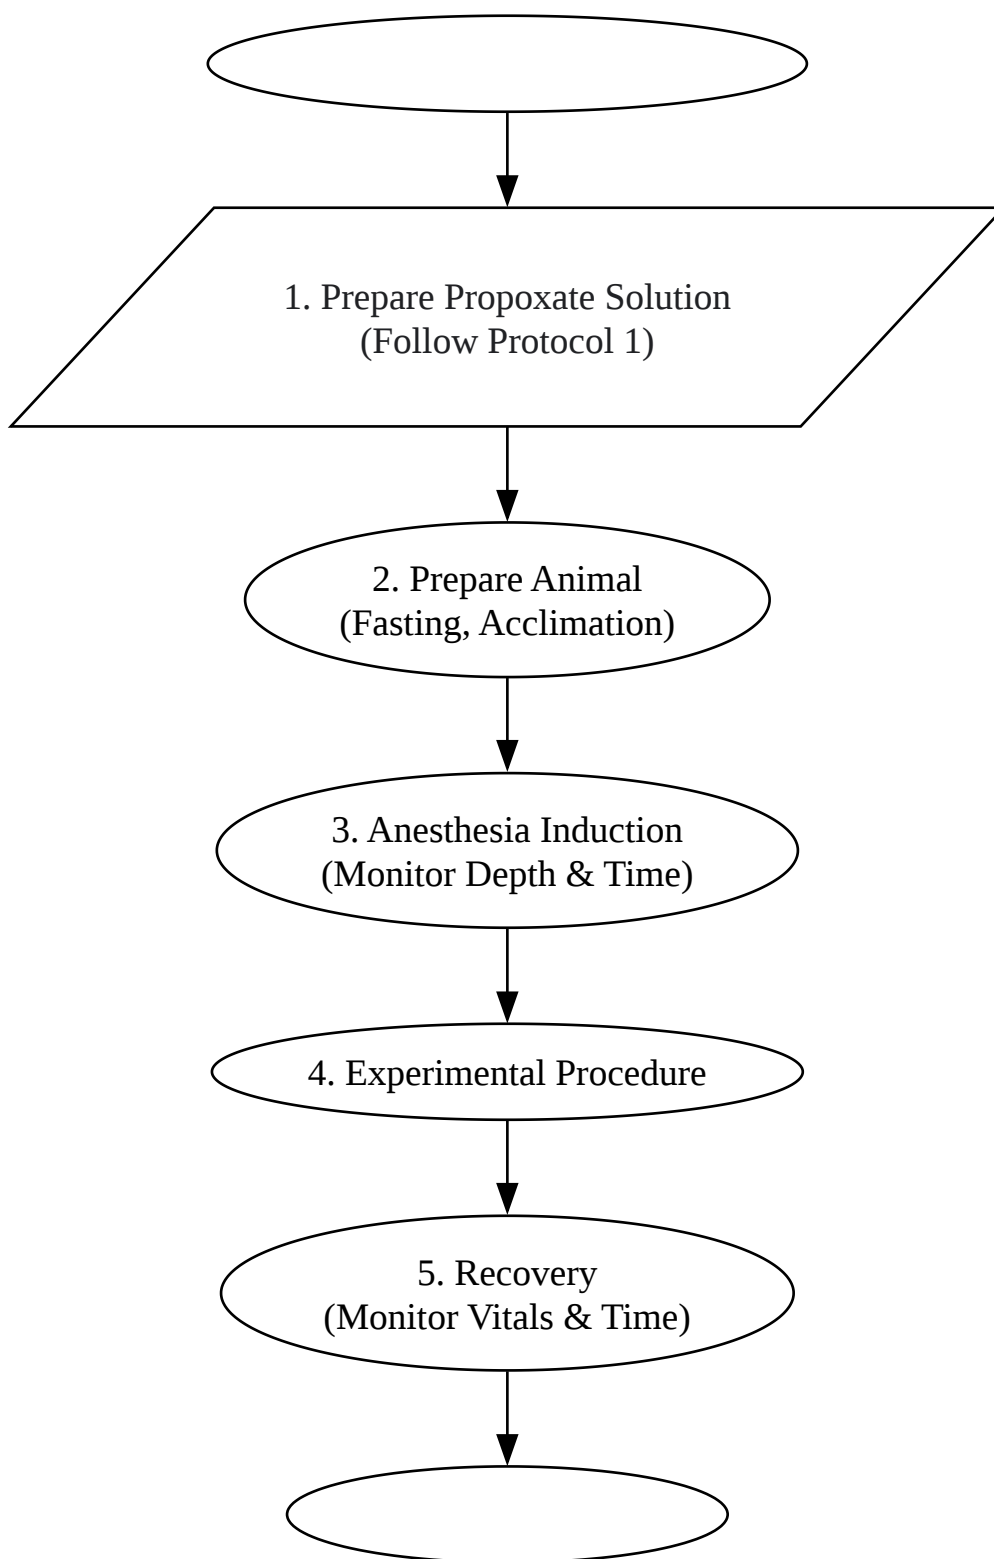 1. Prepare Propoxate Solution
(Follow Protocol 1)
2. Prepare Animal
(Fasting, Acclimation)
3. Anesthesia Induction
(Monitor Depth & Time)
4. Experimental Procedure
5. Recovery
(Monitor Vitals & Time)